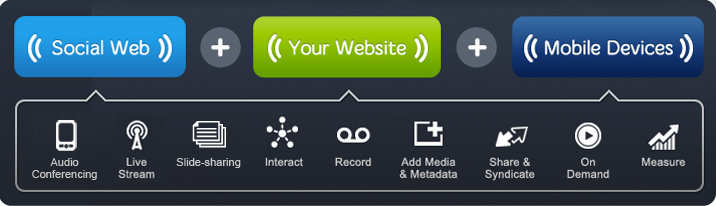 Social Web + Your Website + Mobile Devices
Audio
Conferencing
Live
Stream
Slide-sharing
Interact
Record
Add Media
& Metadata
Share &
Syndicate
On
Demand
Measure